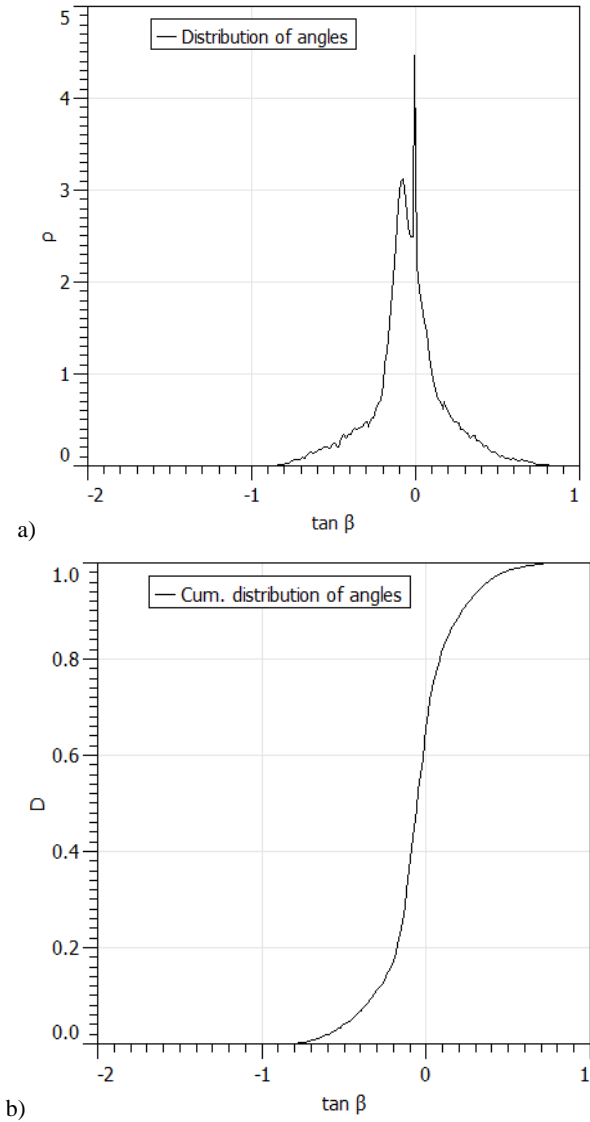 5
— Distribution of angles
4
3
ρ
2
1
0
-2 -1 0 1
tan β
a)
1.0
— Cum. distribution of angles
0.8
0.6
D
0.4
0.2
0.0
-2 -1 0 1
tan β
b)